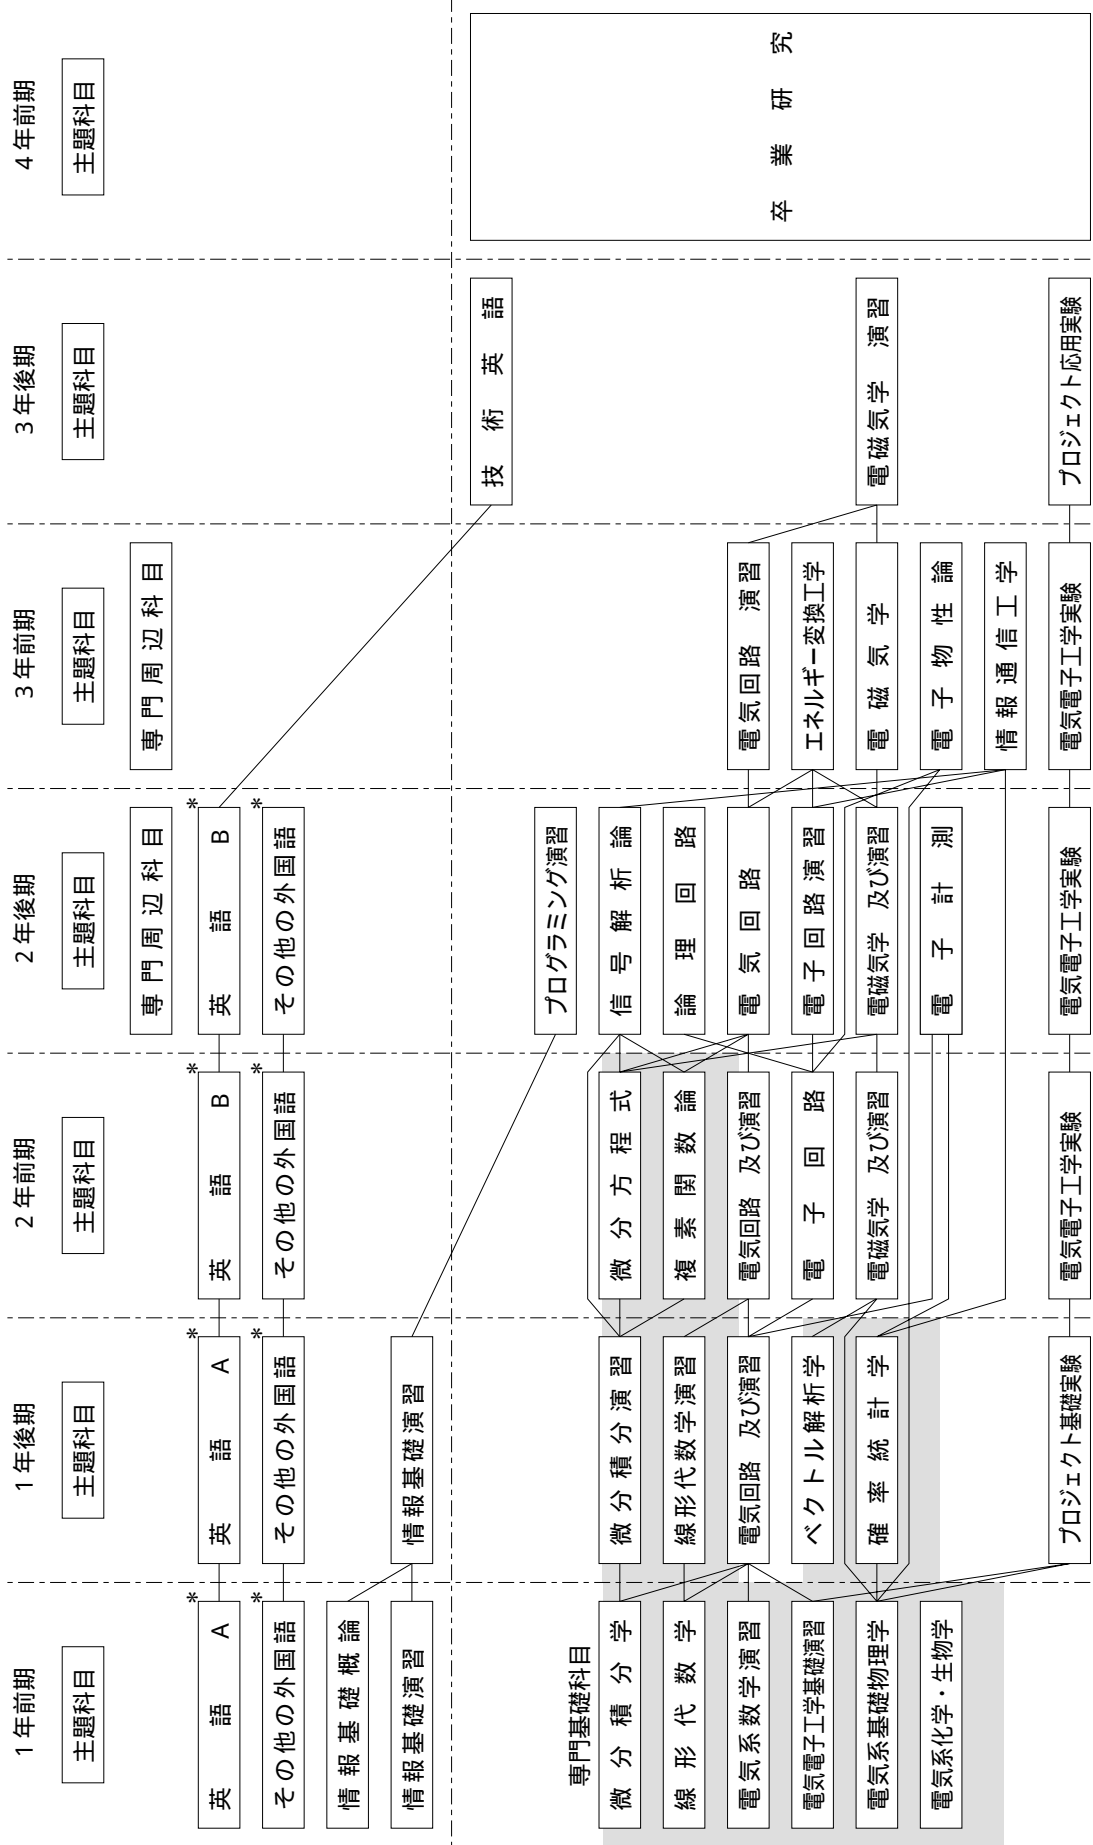 1年前期
主題科目
英語A
*
その他の外国語
*
情報基礎概論
情報基礎演習
専門基礎科目
微分積分学
線形代数学
電気系数学演習
電気電子工学基礎演習
電気系基礎物理学
電気系化学・生物学
1年後期
主題科目
英語A
*
その他の外国語
*
情報基礎演習
微分積分演習
線形代数学演習
電気回路 及び演習
ベクトル解析学
確率統計学
プロジェクト基礎実験
2年前期
主題科目
英語B
*
その他の外国語
*
微分方程式
複素関数論
電気回路 及び演習
電子回路
電磁気学 及び演習
電気電子工学実験
2年後期
主題科目
専門周辺科目
英語B
*
その他の外国語
*
プログラミング演習
信号解析論
論理回路
電気回路
電子回路演習
電磁気学 及び演習
電子計測
電気電子工学実験
3年前期
主題科目
専門周辺科目
電気回路 演習
エネルギー変換工学
電磁気学
電子物性論
情報通信工学
電気電子工学実験
3年後期
主題科目
技術英語
電磁気学 演習
プロジェクト応用実験
4年前期
主題科目
卒業研究